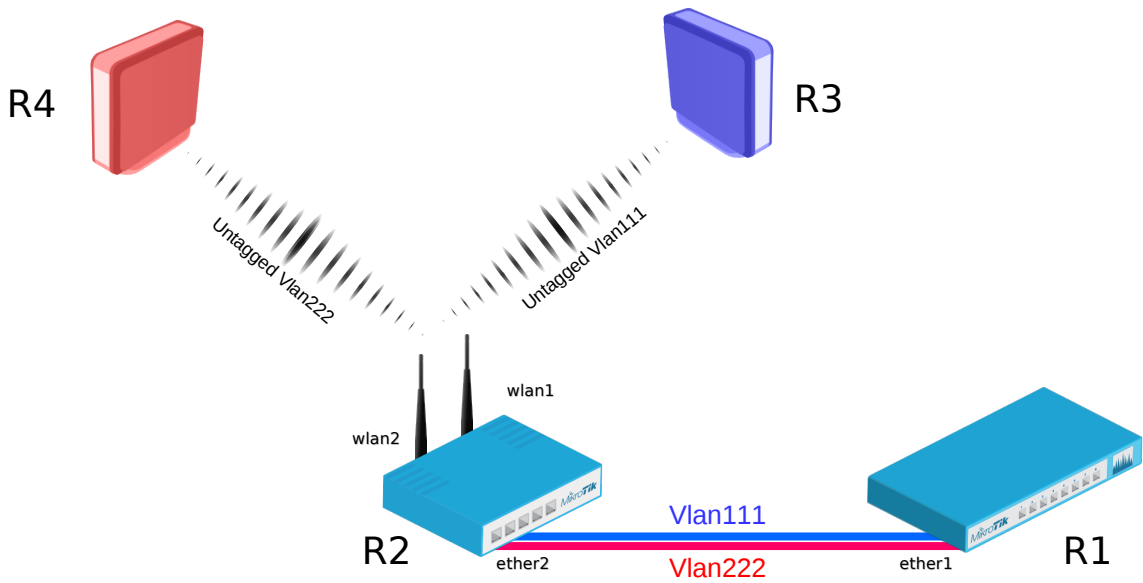 R4
R3
Untagged Vlan222
Untagged Vlan111
wlan1
wlan2
MikroTik
MikroTik
Vlan111
R2
ether2
Vlan222
ether1
R1